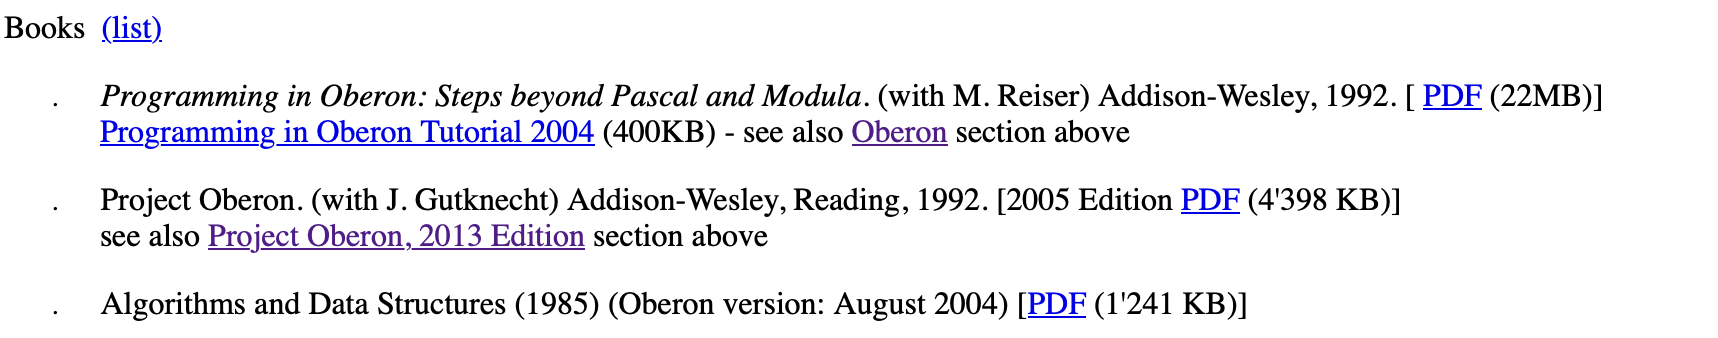 Books (list)
. Programming in Oberon: Steps beyond Pascal and Modula. (with M. Reiser) Addison-Wesley, 1992. [ PDF (22MB)]
Programming in Oberon Tutorial 2004 (400KB) - see also Oberon section above
. Project Oberon. (with J. Gutknecht) Addison-Wesley, Reading, 1992. [2005 Edition PDF (4'398 KB)]
see also Project Oberon, 2013 Edition section above
. Algorithms and Data Structures (1985) (Oberon version: August 2004) [PDF (1'241 KB)]